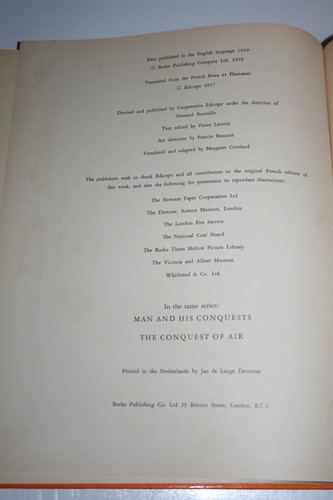 First published in the English language 1959
© Burke Publishing Company Ltd 1959
Translated from the French Eaux et Flammes
© Edicope 1957
Devised and published by Cooperative Edicope under the direction of
Fernand Bouteille
Text edited by Pierre Lacroix
Art direction by Francis Bonnint
Translated and adapted by Margaret Crosland
The publishers wish to thank Edicope and all contributors to the original French edition of
this work, and also the following for permission to reproduce illustrations:
The Bowater Paper Corporation Ltd
The Director, Science Museum, London
The London Fire Service
The National Coal Board
The Radio Times Hulton Picture Library
The Victoria and Albert Museum
Whitbread & Co. Ltd
In the same series:
MAN AND HIS CONQUESTS
THE CONQUEST OF AIR
Printed in the Netherlands by Jan de Lange Deventer
Burke Publishing Co. Ltd 55 Britton Street, London, E.C.1